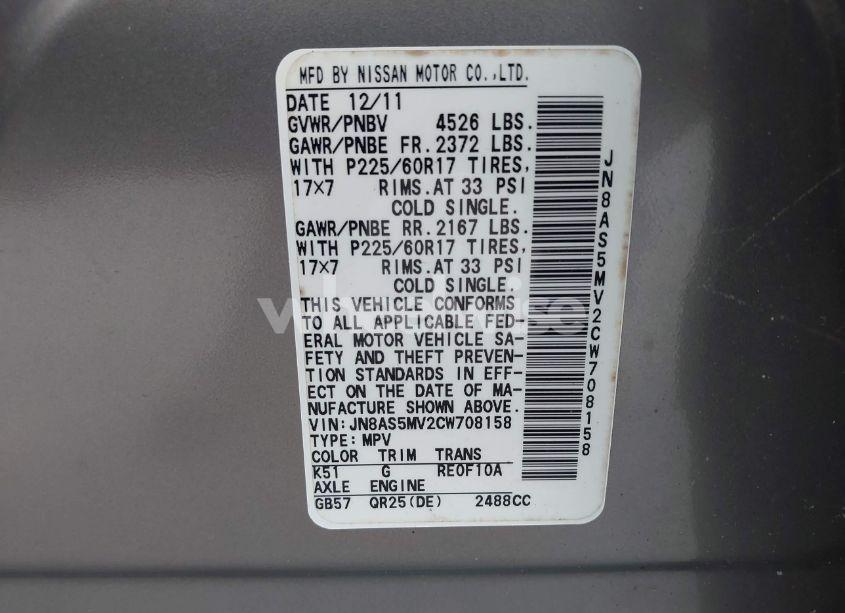 MFD BY NISSAN MOTOR CO.,LTD.
DATE 12/11
GVWR/PNBV 4526 LBS.
GAWR/PNBE FR. 2372 LBS.
WITH P225/60R17 TIRES,
17×7 RIMS.AT 33 PSI
COLD SINGLE.
GAWR/PNBE RR. 2167 LBS.
WITH P225/60R17 TIRES,
17×7 RIMS.AT 33 PSI
COLD SINGLE.
THIS VEHICLE CONFORMS
TO ALL APPLICABLE FED-
ERAL MOTOR VEHICLE SA-
FETY AND THEFT PREVEN-
TION STANDARDS IN EFF-
ECT ON THE DATE OF MA-
NUFACTURE SHOWN ABOVE.
VIN:JN8AS5MV2CW708158
TYPE:MPV
COLOR TRIM TRANS
K51 G RE0F10A
AXLE ENGINE
GB57 QR25(DE) 2488CC
JN8AS5MV2CW708158